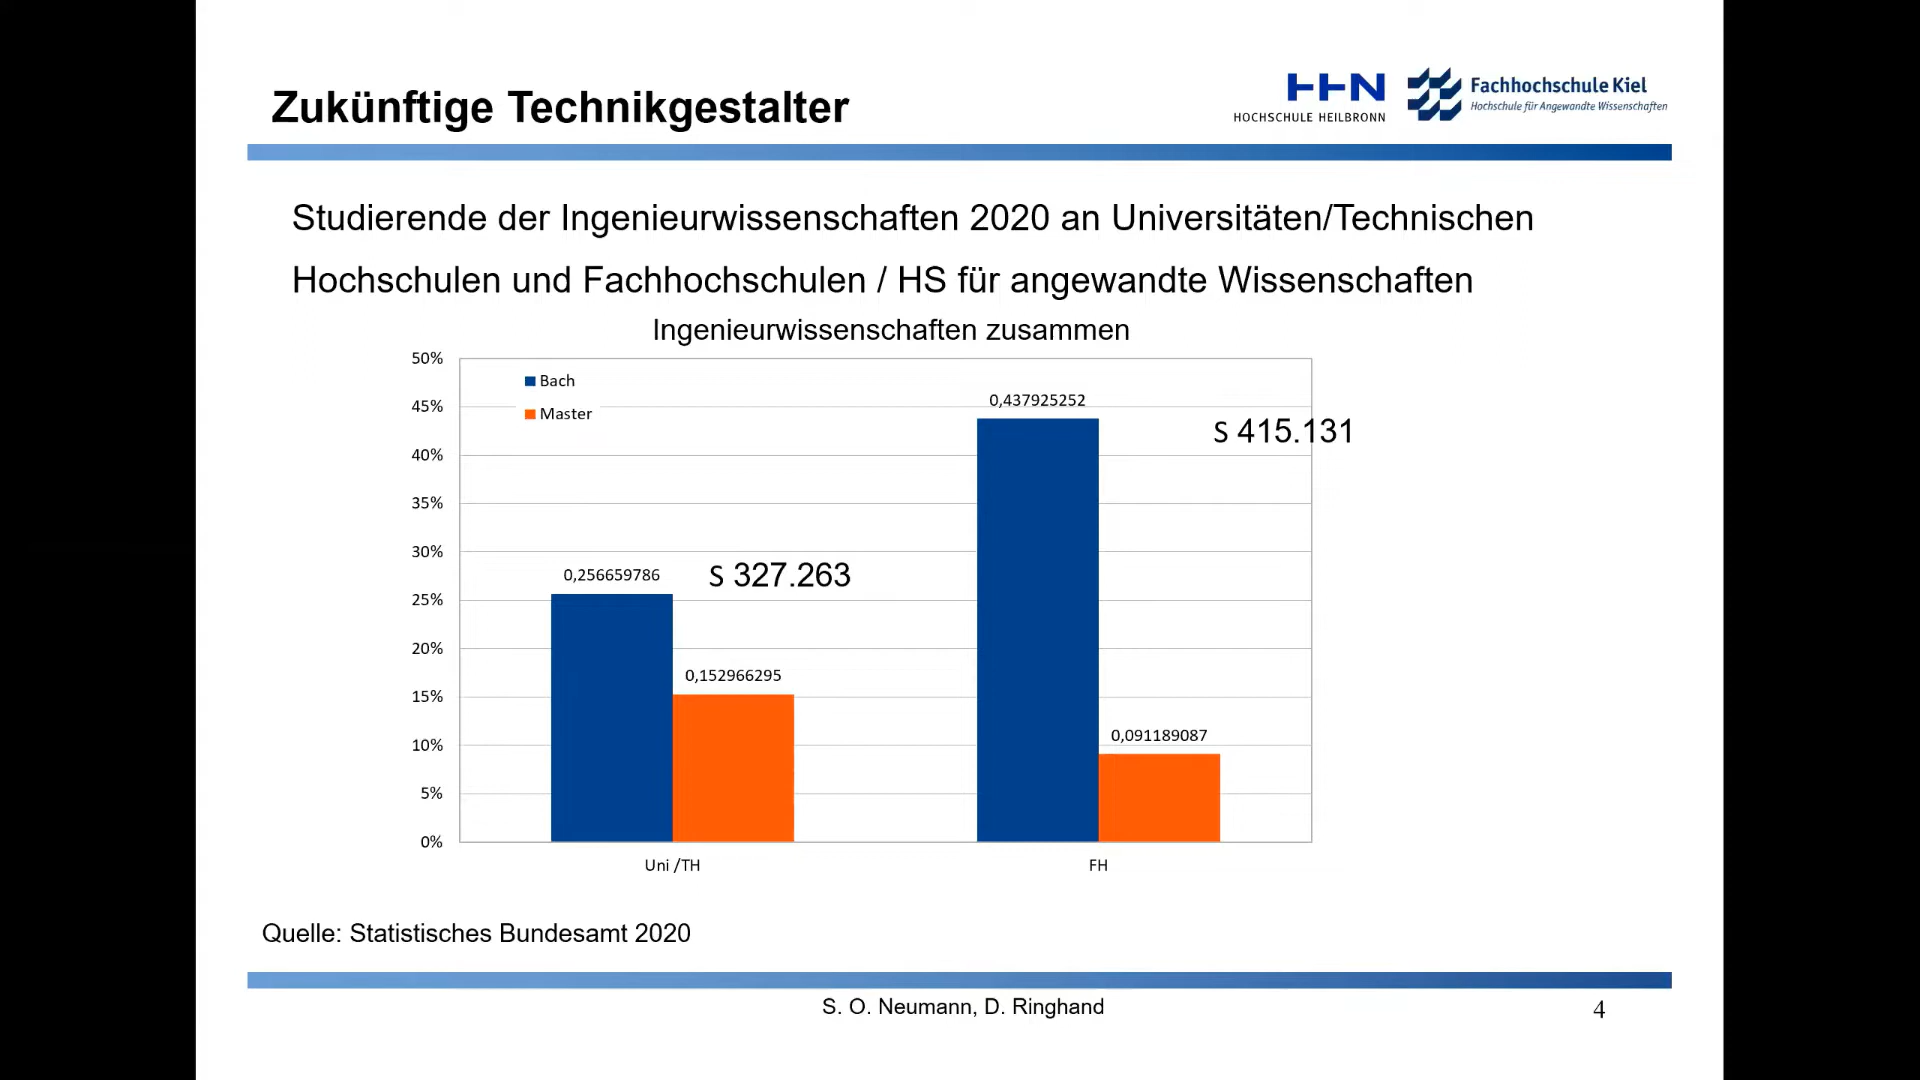 Zukünftige Technikgestalter
HHN
HOCHSCHULE HEILBRONN
Fachhochschule Kiel
Hochschule für Angewandte Wissenschaften
Studierende der Ingenieurwissenschaften 2020 an Universitäten/Technischen
Hochschulen und Fachhochschulen / HS für angewandte Wissenschaften
Ingenieurwissenschaften zusammen
50%
45%
40%
35%
30%
25%
20%
15%
10%
5%
0%
Bach
Master
0,256659786
S 327.263
0,152966295
0,437925252
S 415.131
0,091189087
Uni /TH
FH
Quelle: Statistisches Bundesamt 2020
S. O. Neumann, D. Ringhand
4